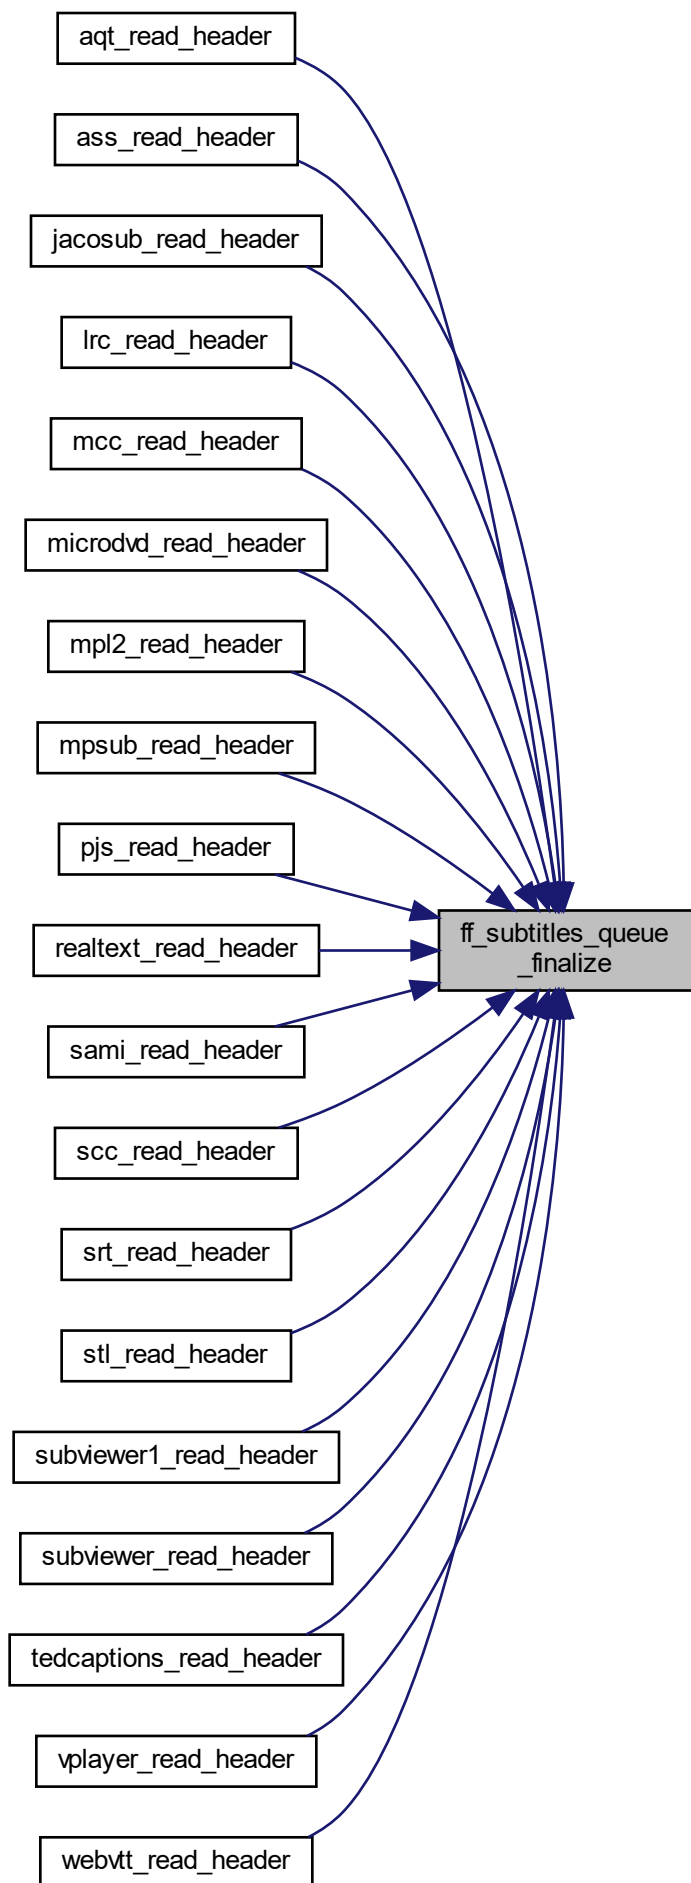 aqt_read_header
ass_read_header
jacosub_read_header
lrc_read_header
mcc_read_header
microdvd_read_header
mpl2_read_header
mpsub_read_header
pjs_read_header
ff_subtitles_queue
_finalize
realtext_read_header
sami_read_header
scc_read_header
srt_read_header
stl_read_header
subviewer1_read_header
subviewer_read_header
tedcaptions_read_header
vplayer_read_header
webvtt_read_header